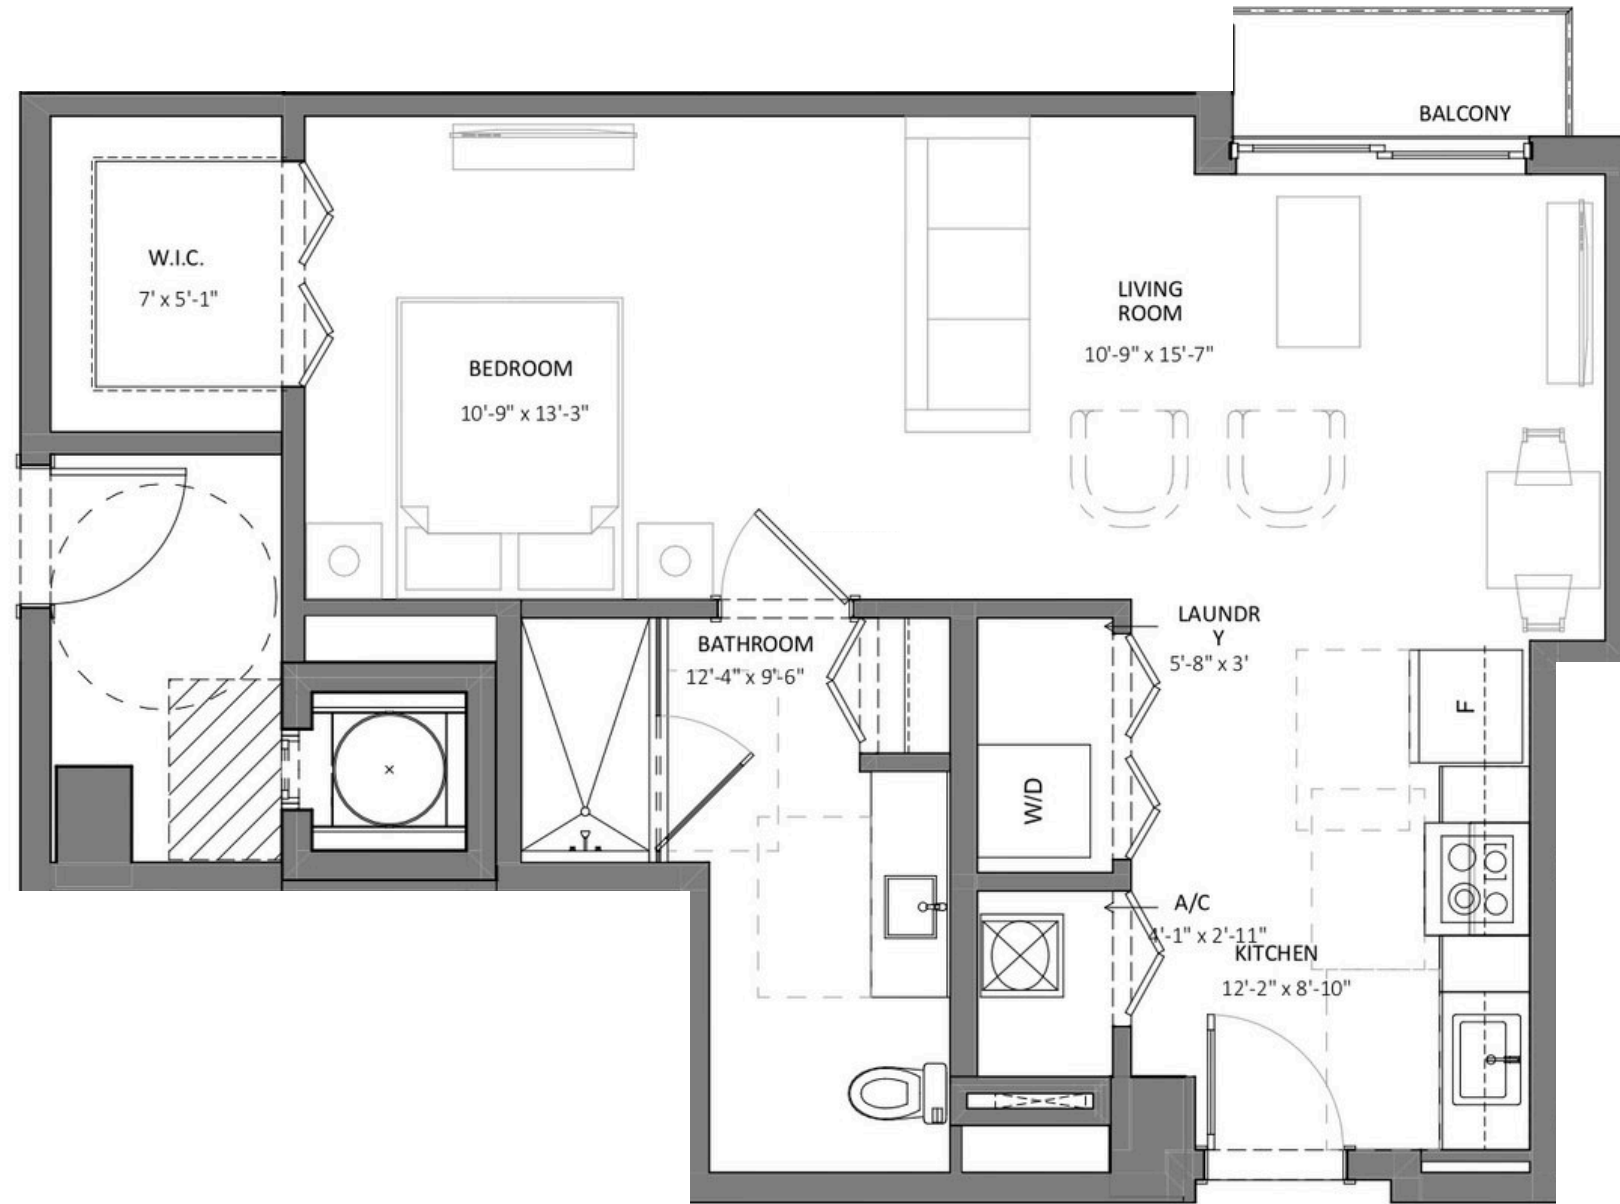 BALCONY
W.I.C.
7' x 5'-1"
LIVING
ROOM
10'-9" x 15'-7"
BEDROOM
10'-9" x 13'-3"
LAUNDR
Y
5'-8" x 3'
BATHROOM
12'-4" x 9'-6"
F
W/D
A/C
4'-1" x 2'-11"
KITCHEN
12'-2" x 8'-10"